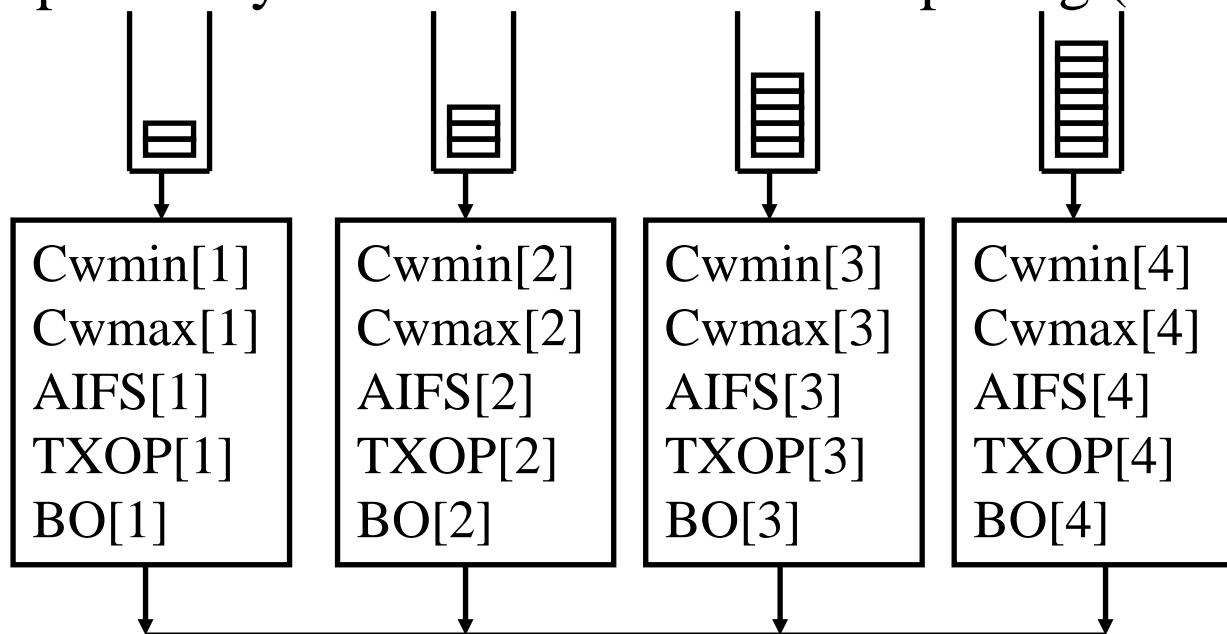 Cwmin[1]
Cwmax[1]
AIFS[1]
TXOP[1]
BO[1]
Cwmin[2]
Cwmax[2]
AIFS[2]
TXOP[2]
BO[2]
Cwmin[3]
Cwmax[3]
AIFS[3]
TXOP[3]
BO[3]
Cwmin[4]
Cwmax[4]
AIFS[4]
TXOP[4]
BO[4]